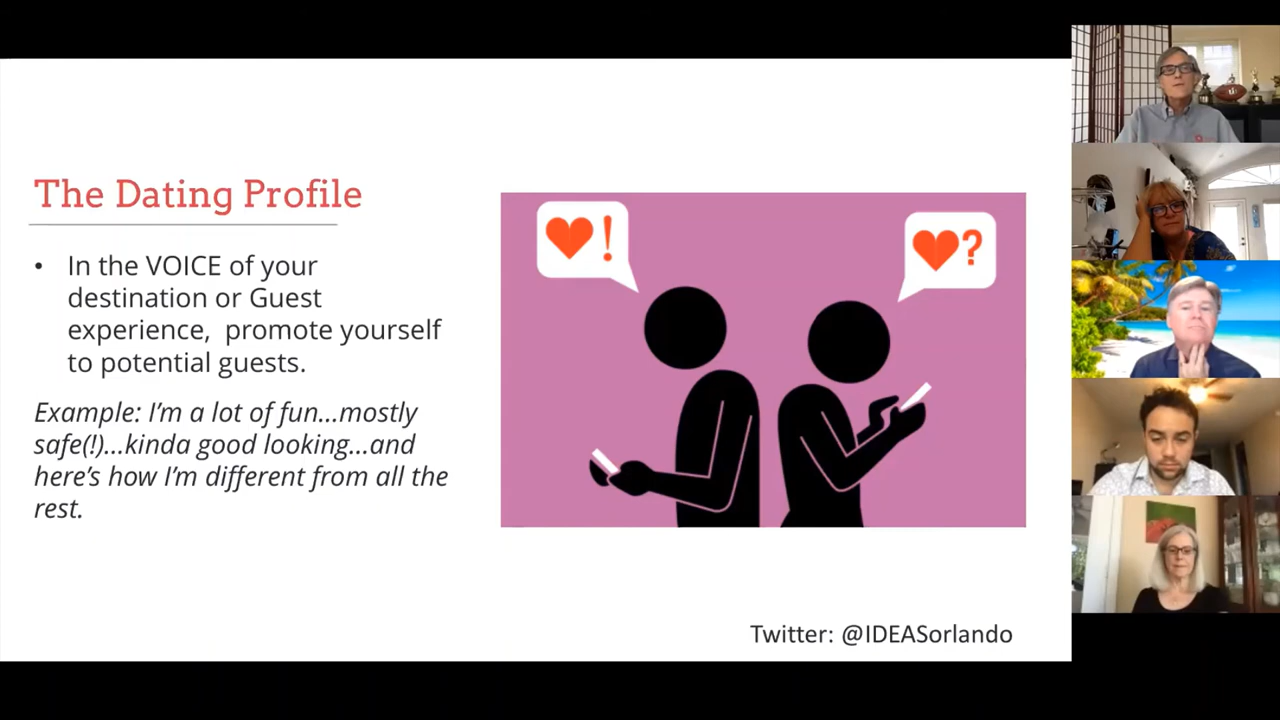 The Dating Profile
• In the VOICE of your
destination or Guest
experience,  promote yourself
to potential guests.
Example: I’m a lot of fun…mostly
safe(!)…kinda good looking…and
here’s how I’m different from all the
rest.
!
?
Twitter: @IDEASorlando